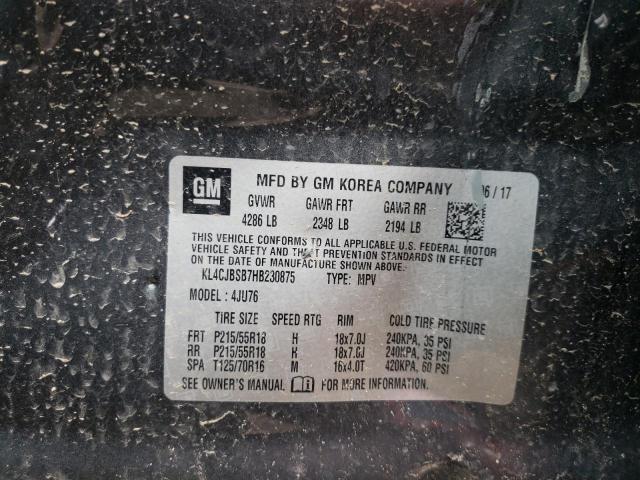 GM MFD BY GM KOREA COMPANY 06/17
GVWR GAWR FRT GAWR RR
4286 LB 2348 LB 2194 LB
THIS VEHICLE CONFORMS TO ALL APPLICABLE U.S. FEDERAL MOTOR
VEHICLE SAFETY AND THEFT PREVENTION STANDARDS IN EFFECT
ON THE DATE OF MANUFACTURE SHOWN ABOVE.
KL4CJBSB7HB230875 TYPE: MPV
MODEL : 4JU76
TIRE SIZE SPEED RTG RIM COLD TIRE PRESSURE
FRT P215/55R18 H 18x7.0J 240KPA, 35 PSI
RR P215/55R18 H 18x7.0J 240KPA, 35 PSI
SPA T125/70R16 M 16x4.0T 420KPA, 60 PSI
SEE OWNER'S MANUAL FOR MORE INFORMATION.